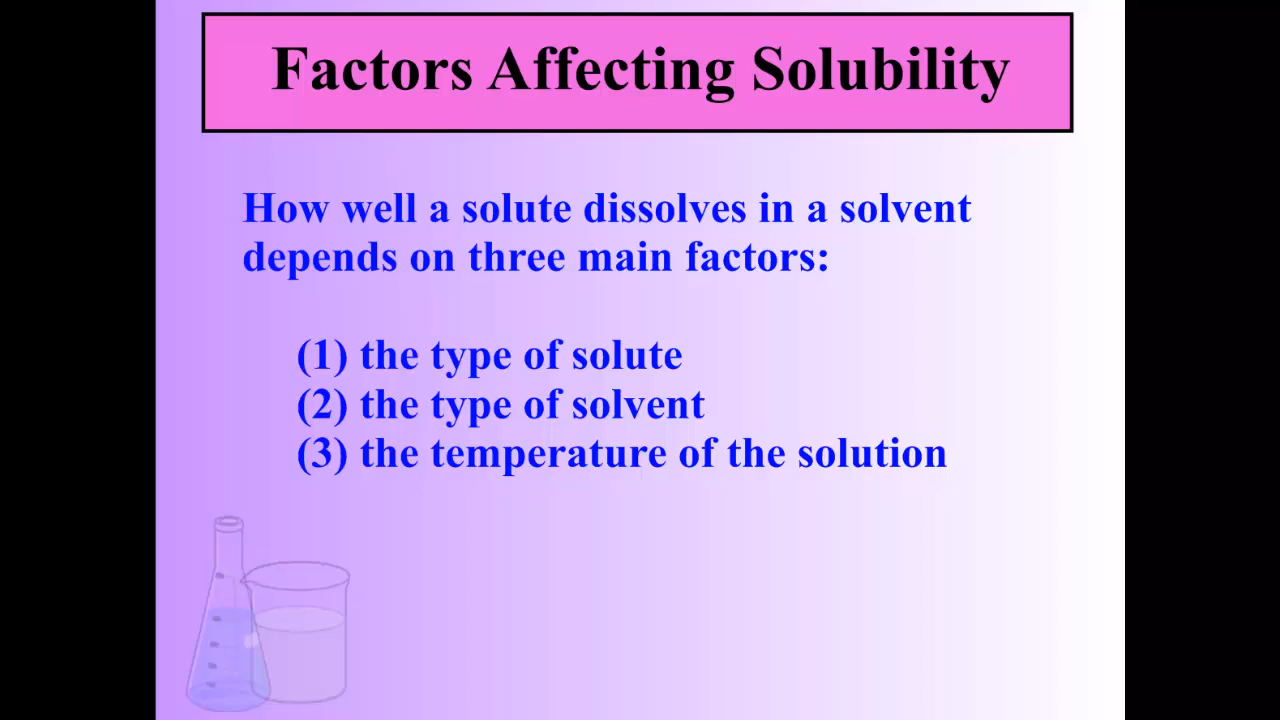 Factors Affecting Solubility
How well a solute dissolves in a solvent
depends on three main factors:
(1) the type of solute
(2) the type of solvent
(3) the temperature of the solution